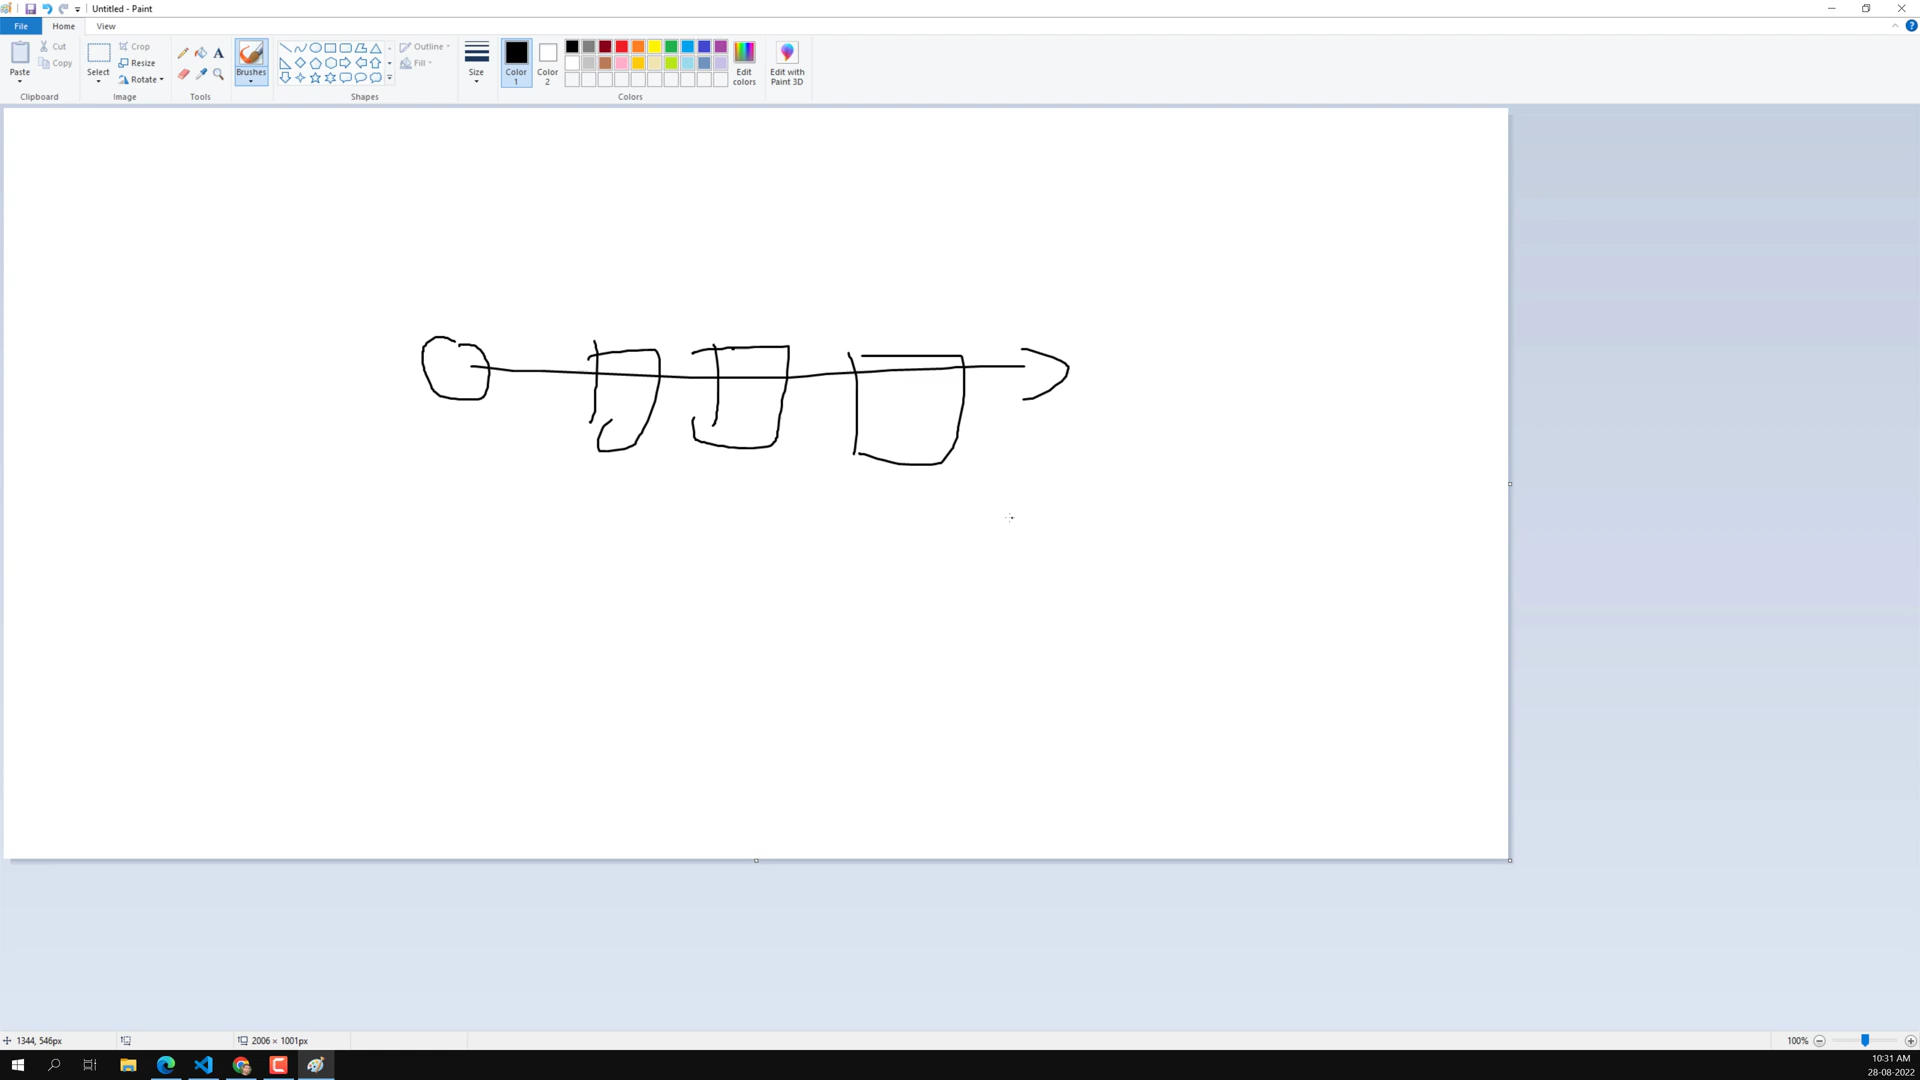 Untitled - Paint
File Home View
Paste
Cut
Copy
Clipboard
Select
Crop
Resize
Rotate
Image
A
Tools
Brushes
Outline
Fill
Shapes
Size
Color 1
Color 2
Edit colors
Colors
Edit with Paint 3D
1344, 546px
2006 × 1001px
100%
10:31 AM
28-08-2022